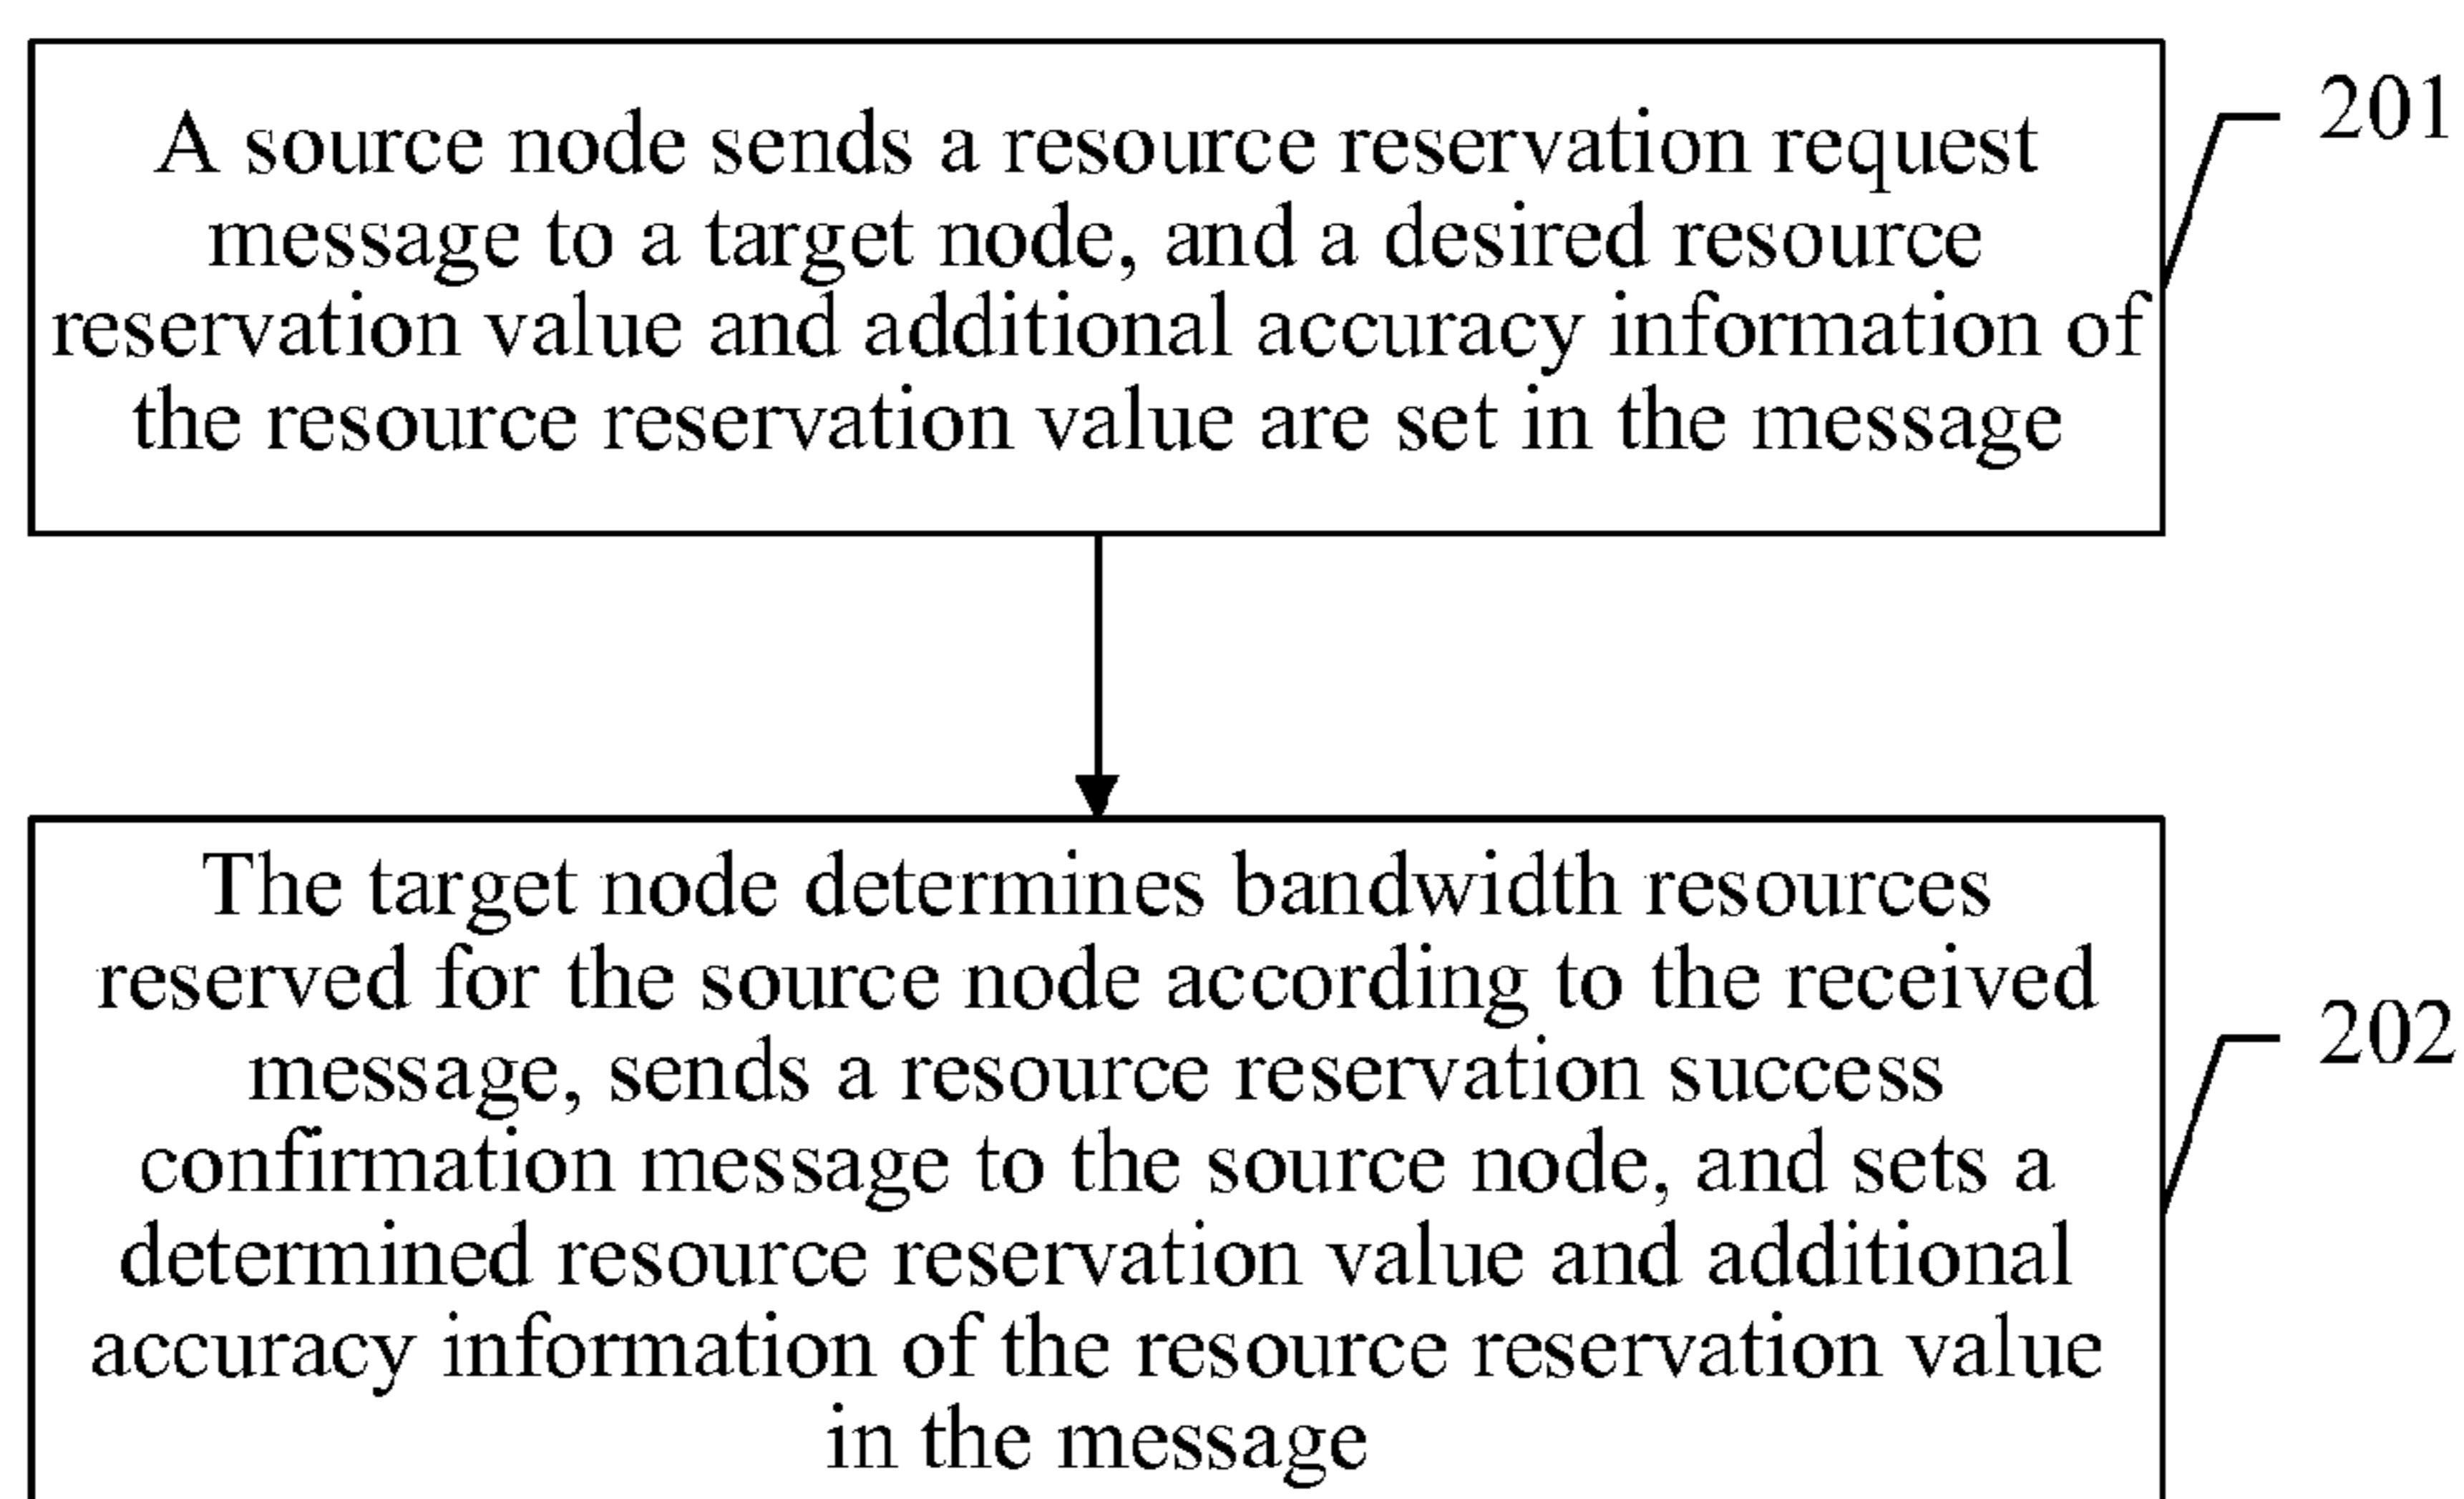 A source node sends a resource reservation request
message to a target node, and a desired resource
reservation value and additional accuracy information of
the resource reservation value are set in the message
201
The target node determines bandwidth resources
reserved for the source node according to the received
message, sends a resource reservation success
confirmation message to the source node, and sets a
determined resource reservation value and additional
accuracy information of the resource reservation value
in the message
202